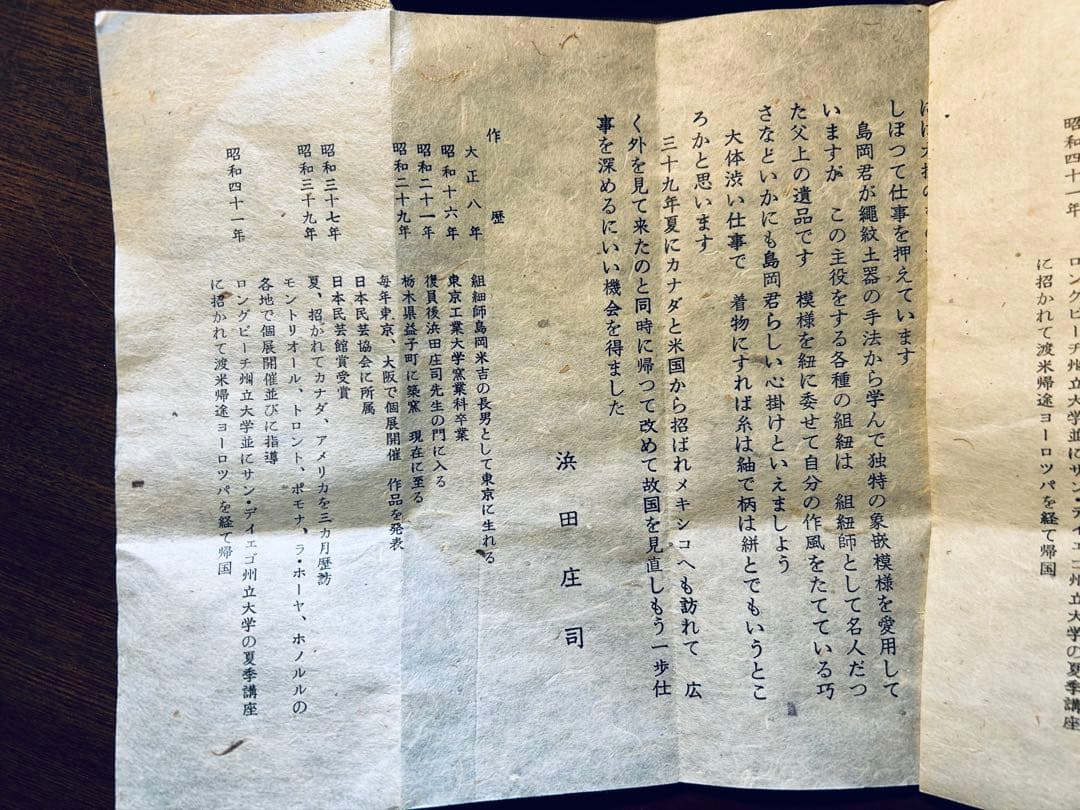 昭和四十一年　ロングビーチ州立大学並にサン・デイエゴ州立大学の夏季講座
に招かれて渡米帰途ヨーロツパを経て帰国
しぼつて仕事を押えています
島岡君が縄紋土器の手法から学んで独特の象嵌模様を愛用して
いますが　この主役をする各種の組紐は　組紐師として名人だつ
た父上の遺品です　模様を紐に委せて自分の作風をたてている巧
さなどいかにも島岡君らしい心掛けといえましよう
大体渋い仕事で　着物にすれば糸は紬で柄は絣とでもいうとこ
ろかと思います
三十九年夏にカナダと米国から招ばれメキシコへも訪れて　広
く外を見て来たのと同時に帰つて改めて故国を見直しもう一歩仕
事を深めるにいい機会を得ました
浜田庄司
作歴
大正八年　組細師島岡米吉の長男として東京に生れる
昭和十六年　東京工業大学窯業科卒業
昭和二十一年　復員後浜田庄司先生の門に入る
昭和二十九年　栃木県益子町に築窯　現在に至る
毎年東京、大阪で個展開催　作品を発表
日本民芸協会に所属
昭和三十七年　日本民芸館賞受賞
昭和三十九年　夏、招かれてカナダ、アメリカを三カ月歴訪
モントリオール、トロント、ポモナ、ラ・ホーヤ、ホノルルの
各地で個展開催並びに指導
昭和四十一年　ロングビーチ州立大学並にサン・デイエゴ州立大学の夏季講座
に招かれて渡米帰途ヨーロツパを経て帰国